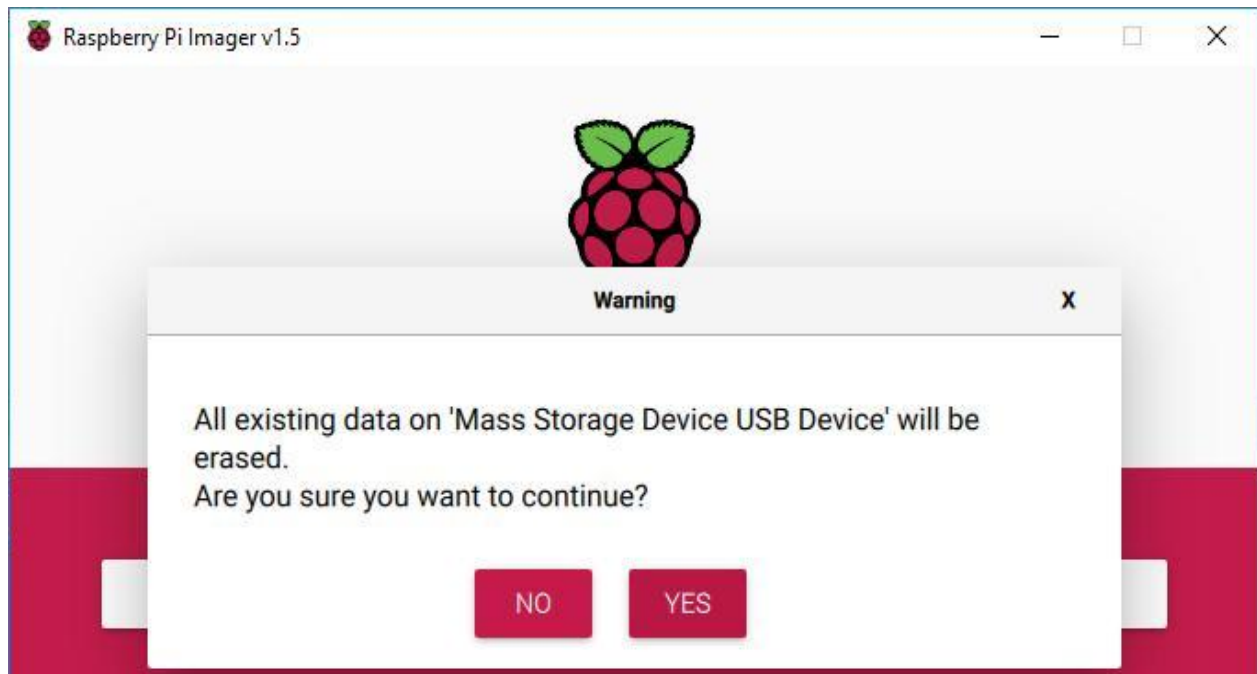 Raspberry Pi Imager v1.5
Warning
X
All existing data on 'Mass Storage Device USB Device' will be
erased.
Are you sure you want to continue?
NO YES